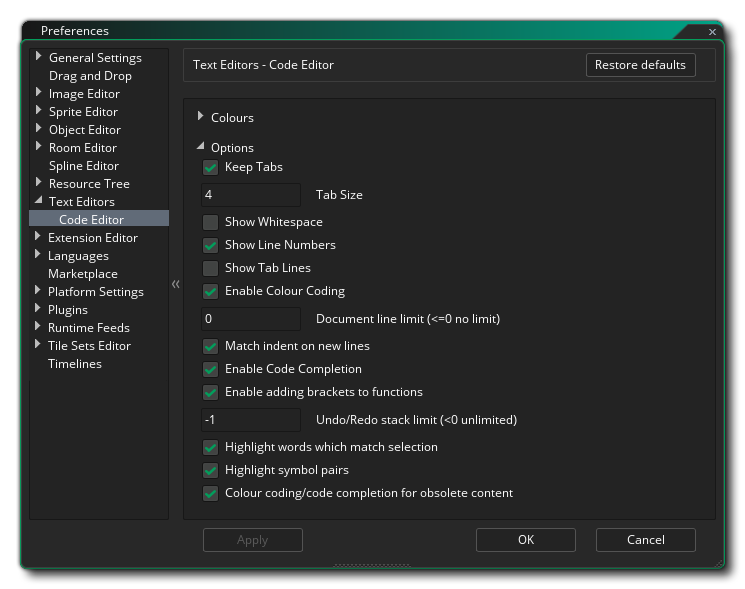 Preferences
General Settings
Drag and Drop
Image Editor
Sprite Editor
Object Editor
Room Editor
Spline Editor
Resource Tree
Text Editors
Code Editor
Extension Editor
Languages
Marketplace
Platform Settings
Plugins
Runtime Feeds
Tile Sets Editor
Timelines
Text Editors - Code Editor
Restore defaults
Colours
Options
Keep Tabs
4 Tab Size
Show Whitespace
Show Line Numbers
Show Tab Lines
Enable Colour Coding
0 Document line limit (<=0 no limit)
Match indent on new lines
Enable Code Completion
Enable adding brackets to functions
-1 Undo/Redo stack limit (<0 unlimited)
Highlight words which match selection
Highlight symbol pairs
Colour coding/code completion for obsolete content
Apply
OK
Cancel